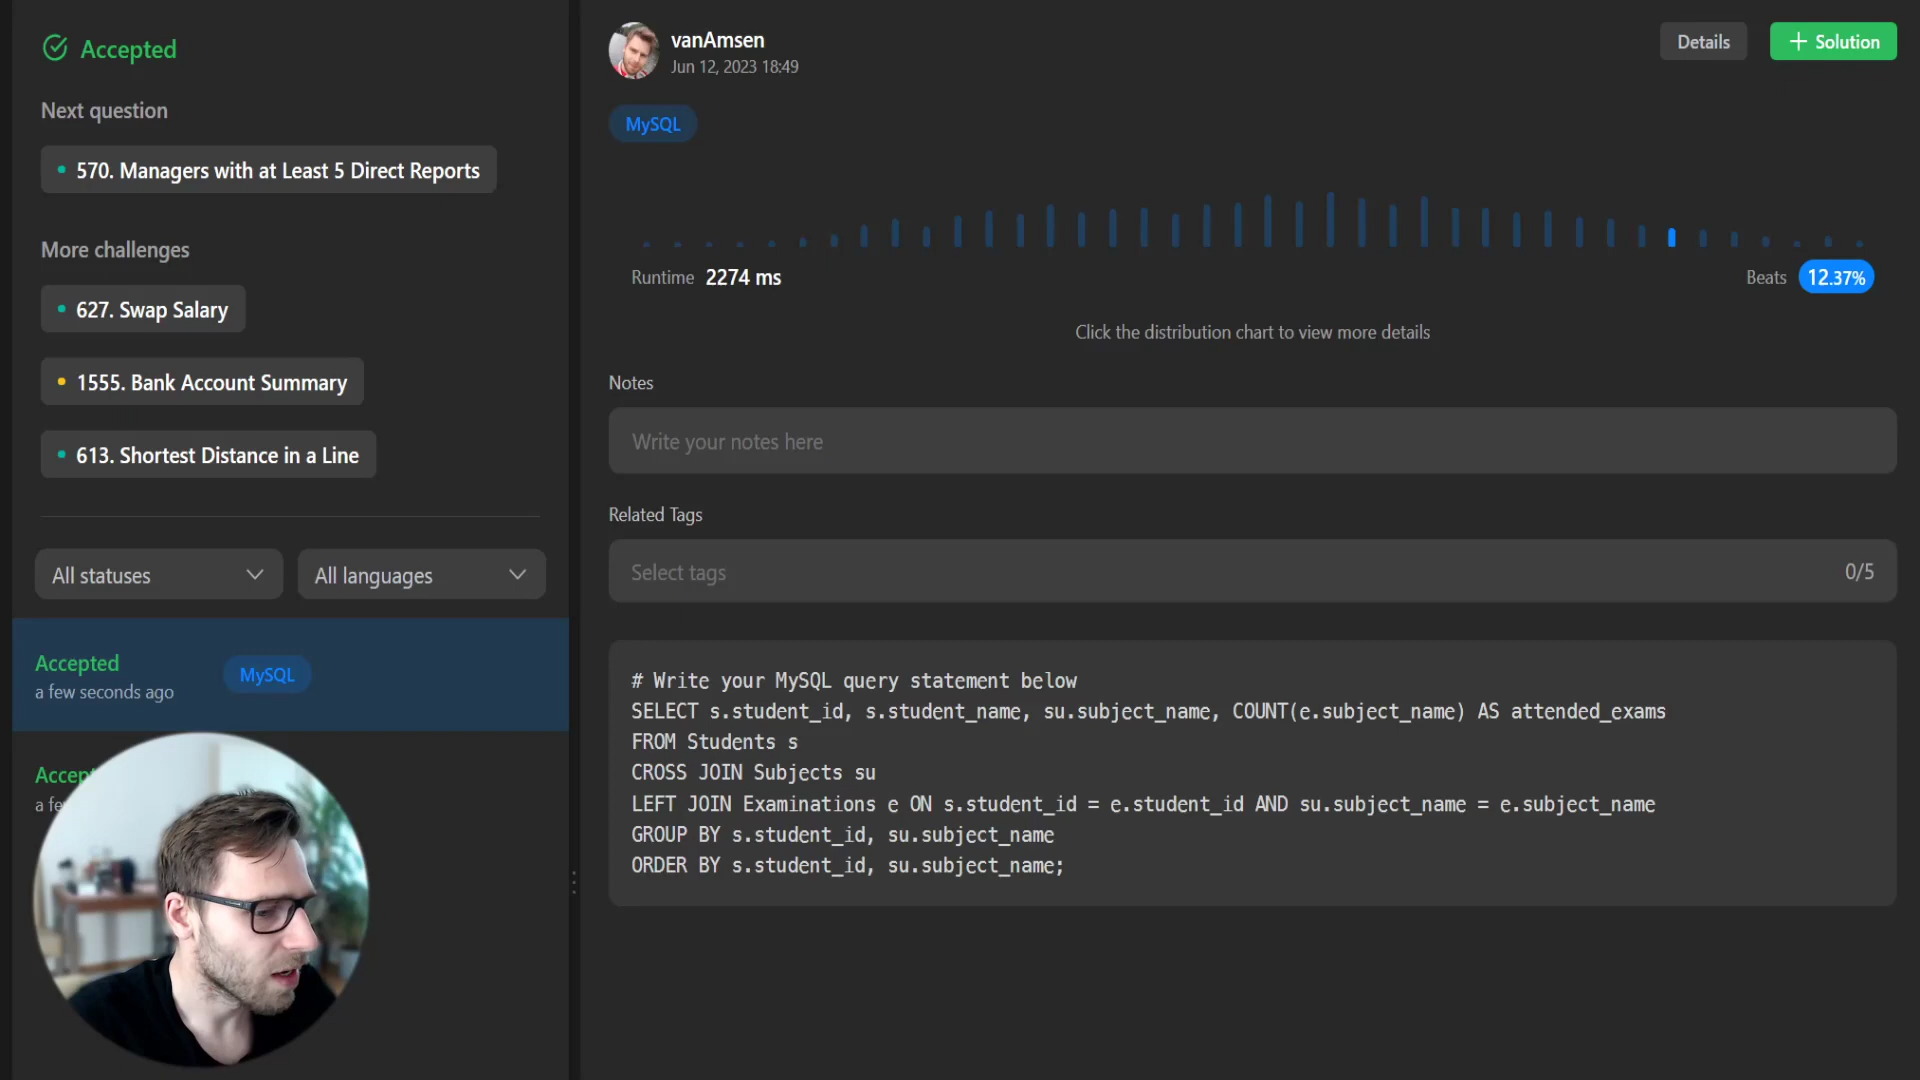 Accepted
Next question
570. Managers with at Least 5 Direct Reports
More challenges
627. Swap Salary
1555. Bank Account Summary
613. Shortest Distance in a Line
All statuses
All languages
Accepted
MySQL
a few seconds ago
Accept
a fe
vanAmsen
Jun 12, 2023 18:49
Details
+ Solution
MySQL
Runtime 2274 ms
Beats 12.37%
Click the distribution chart to view more details
Notes
Write your notes here
Related Tags
Select tags
0/5
# Write your MySQL query statement below
SELECT s.student_id, s.student_name, su.subject_name, COUNT(e.subject_name) AS attended_exams
FROM Students s
CROSS JOIN Subjects su
LEFT JOIN Examinations e ON s.student_id = e.student_id AND su.subject_name = e.subject_name
GROUP BY s.student_id, su.subject_name
ORDER BY s.student_id, su.subject_name;